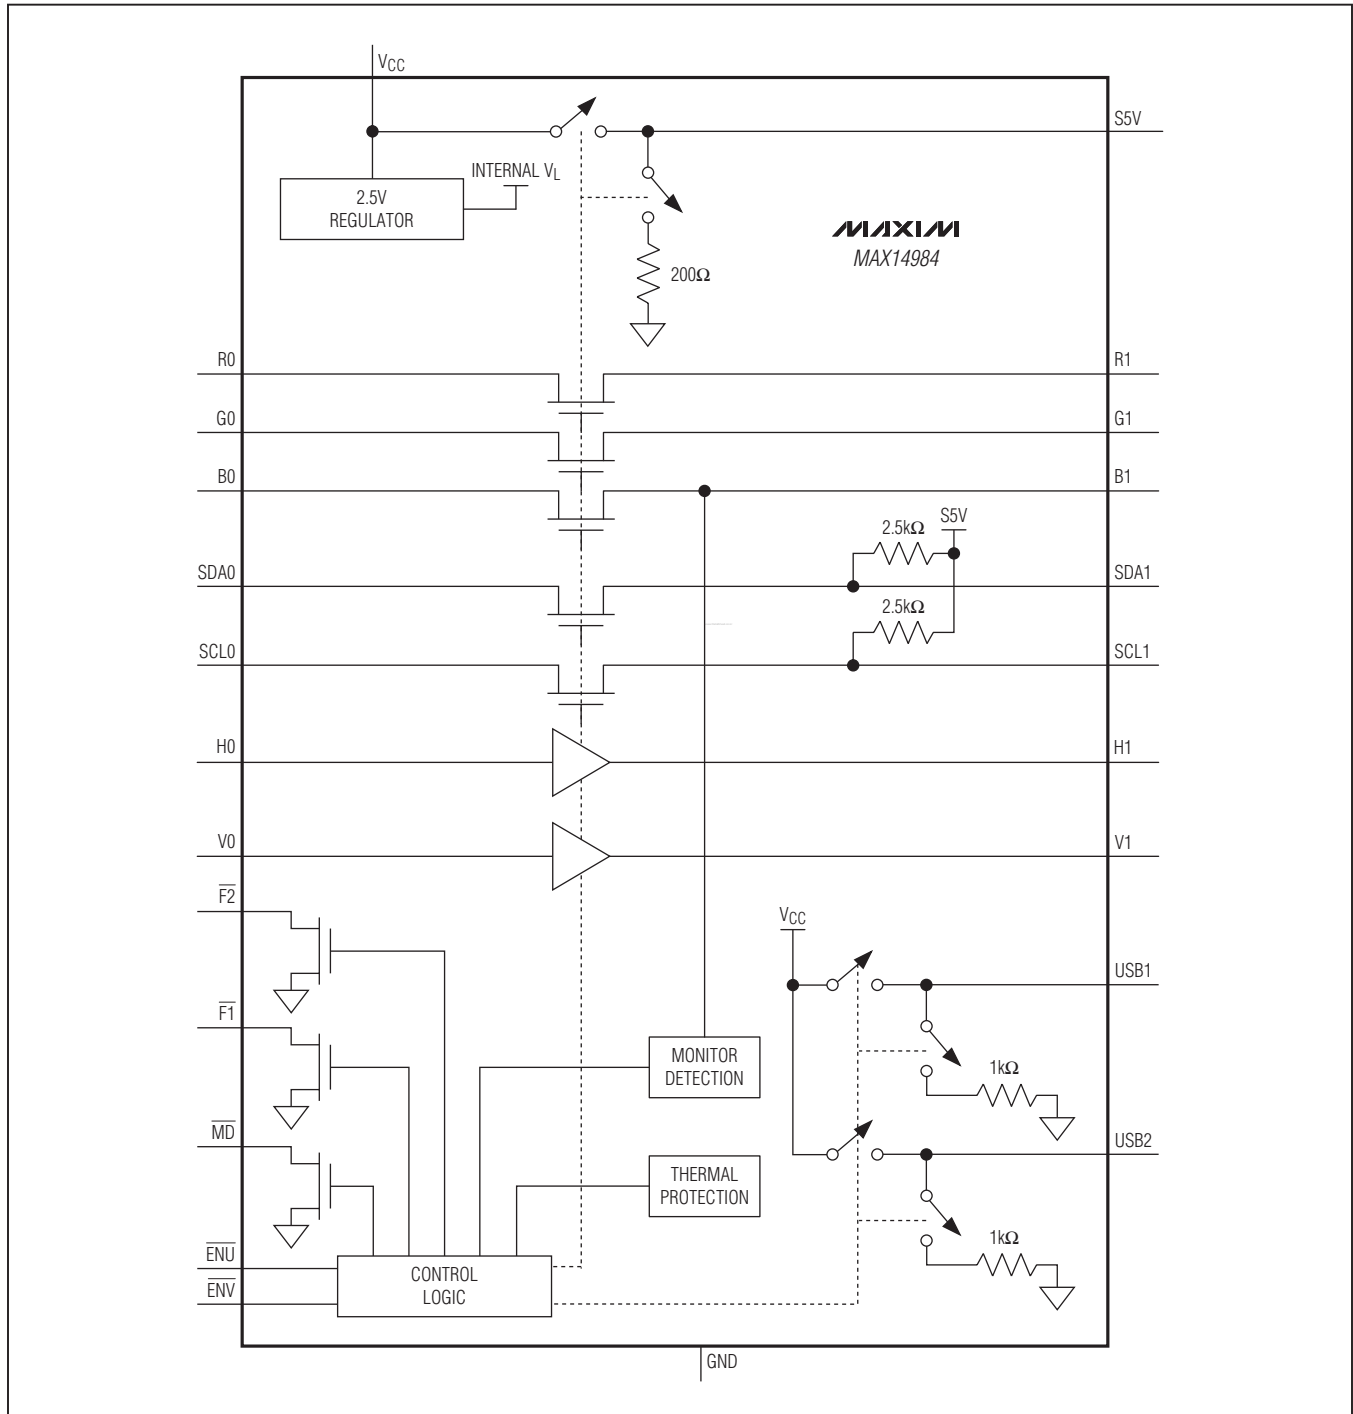 VCC
S5V
INTERNAL VL
2.5V
REGULATOR
MAXIM
MAX14984
200Ω
R0
R1
G0
G1
B0
B1
S5V
2.5kΩ
SDA0
SDA1
2.5kΩ
SCL0
SCL1
H0
H1
V0
V1
F2
VCC
USB1
F1
MONITOR
DETECTION
1kΩ
MD
USB2
THERMAL
PROTECTION
1kΩ
ENU
CONTROL
LOGIC
ENV
GND